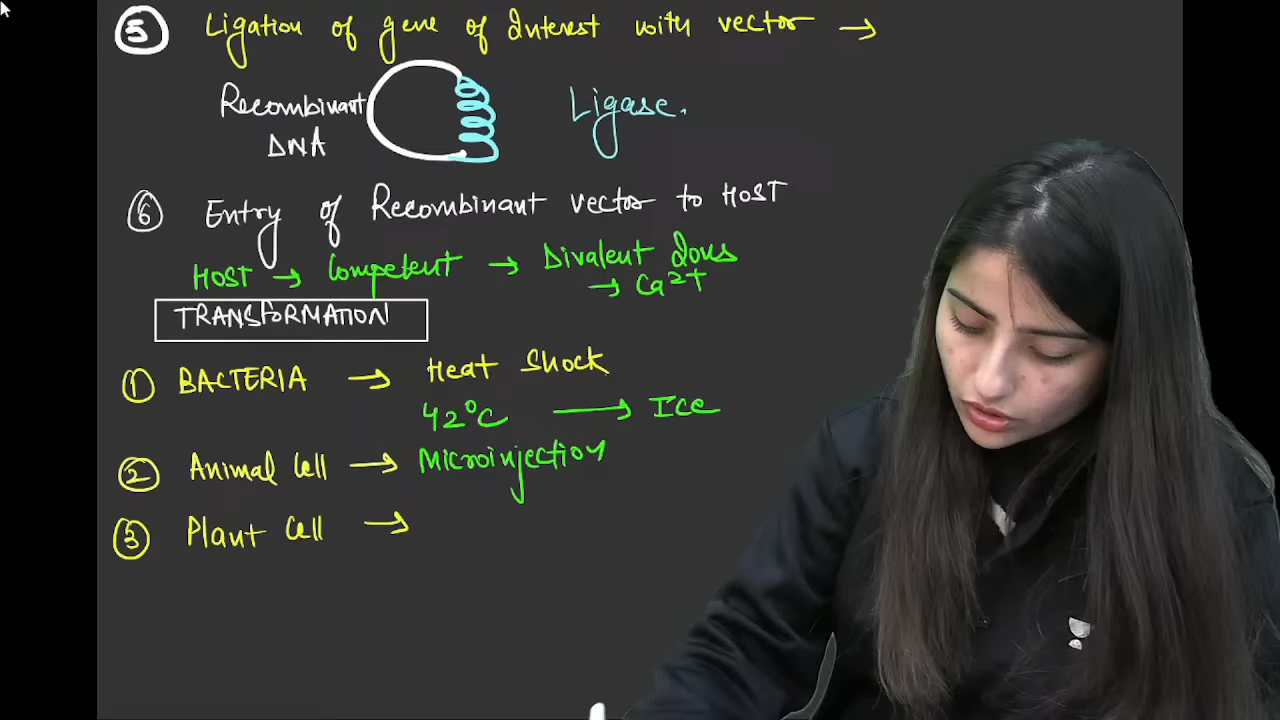 ⑤ Ligation of gene of Interest with vector →
Recombinant
DNA
Ligase.
⑥ Entry of Recombinant vector to HOST
HOST → Competent → Divalent Ions
→ Ca2+
TRANSFORMATION
① BACTERIA → Heat Shock
42°C → Ice
② Animal Cell → Microinjection
③ Plant Cell →